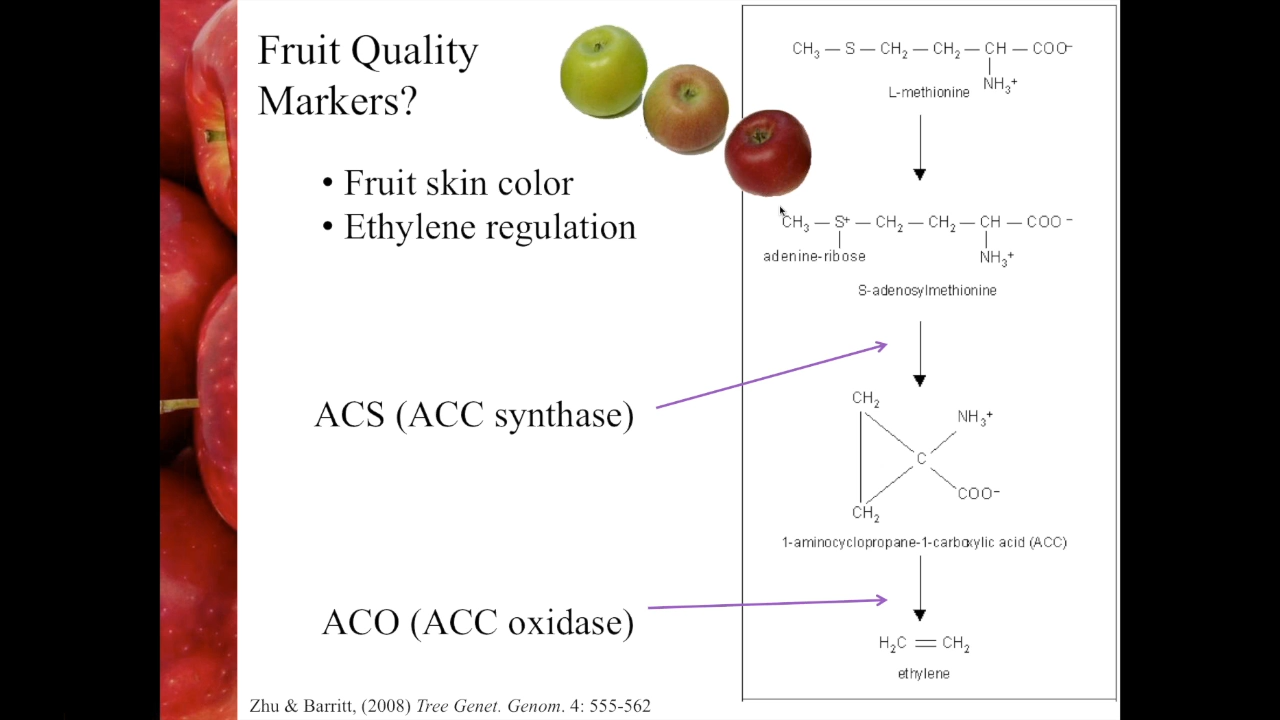 Fruit Quality
Markers?
• Fruit skin color
• Ethylene regulation
ACS (ACC synthase)
ACO (ACC oxidase)
Zhu & Barritt, (2008) Tree Genet. Genom. 4: 555-562
CH₃ — S — CH₂ — CH₂ — CH — COO⁻
NH₃⁺
L-methionine
CH₃ — S⁺ — CH₂ — CH₂ — CH — COO⁻
adenine-ribose NH₃⁺
S-adenosylmethionine
CH₂
NH₃⁺
C
COO⁻
CH₂
1-aminocyclopropane-1-carboxylic acid (ACC)
H₂C = CH₂
ethylene